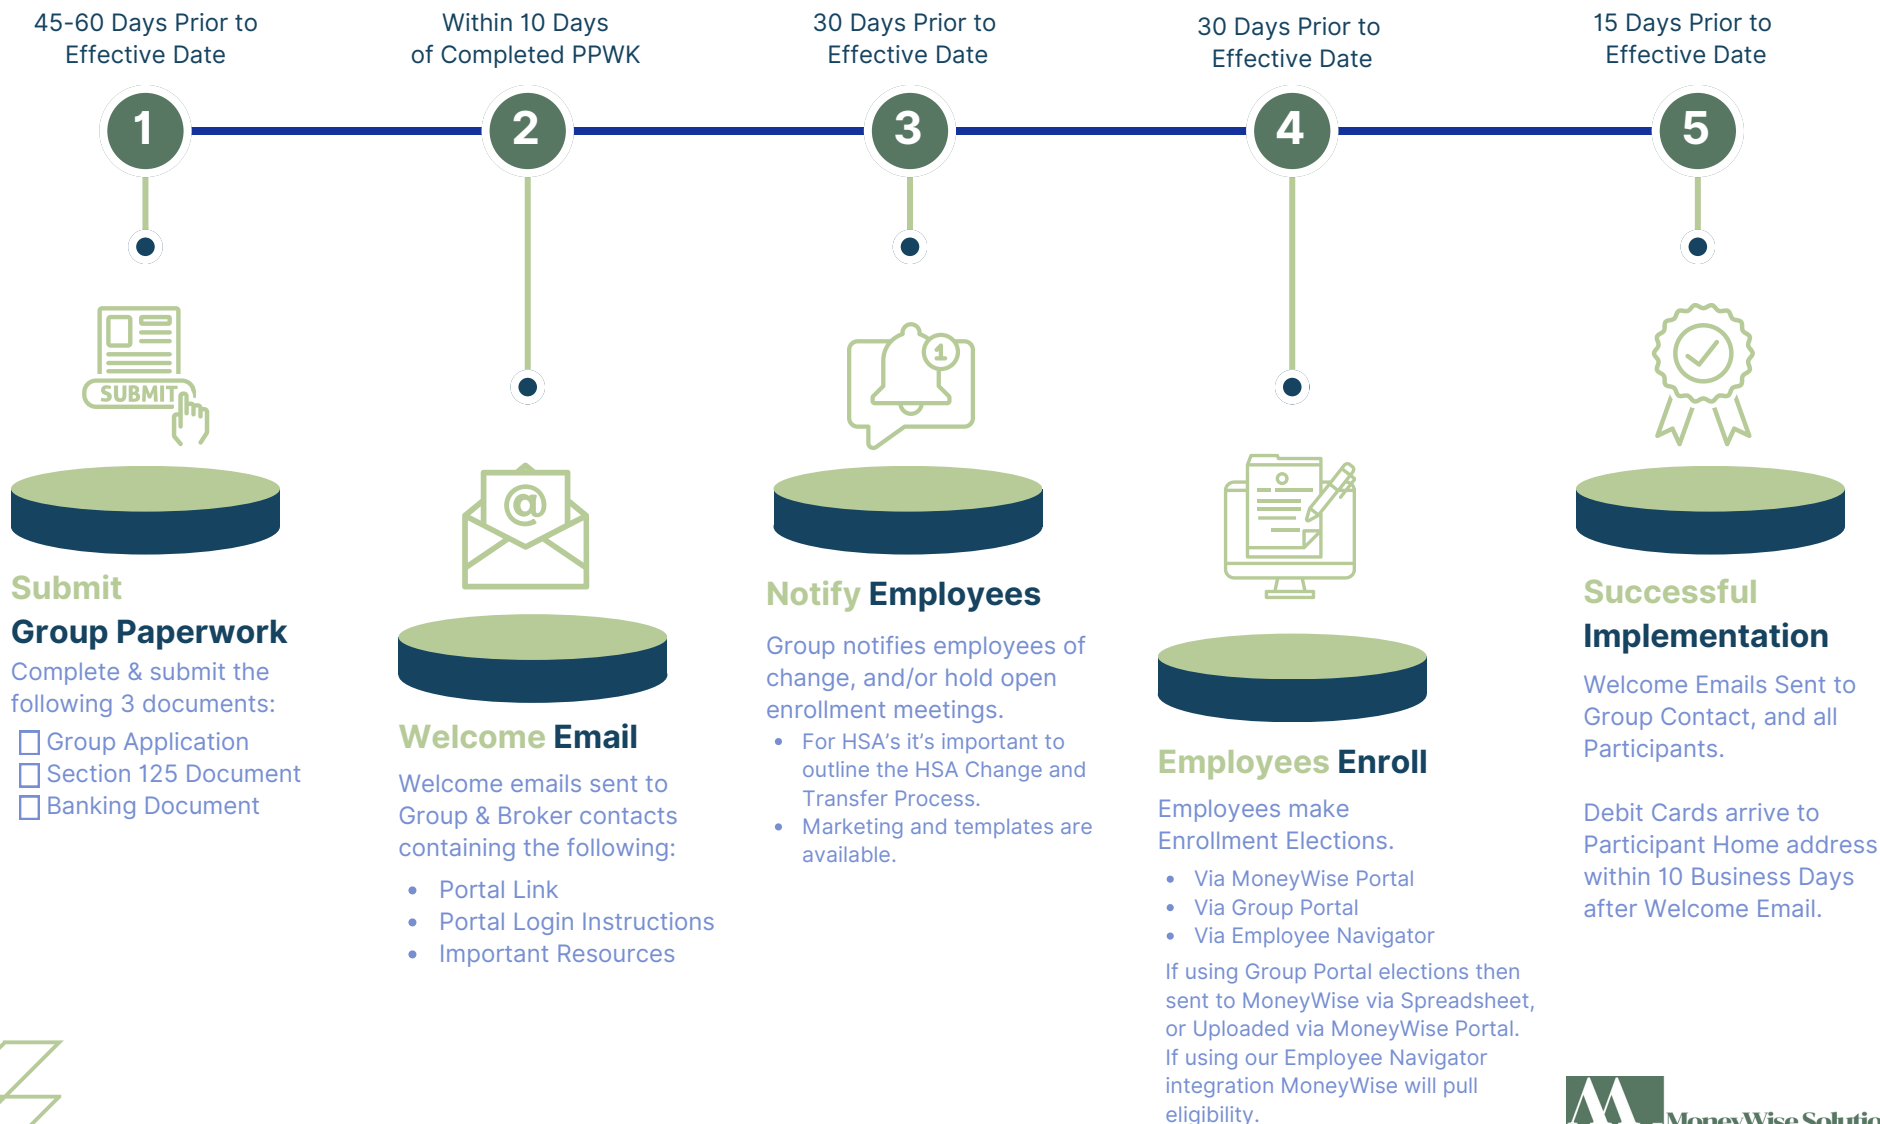 45-60 Days Prior to
Effective Date
1
SUBMIT
Submit
Group Paperwork
Complete & submit the
following 3 documents:
Group Application
Section 125 Document
Banking Document
Within 10 Days
of Completed PPWK
2
@
Welcome Email
Welcome emails sent to
Group & Broker contacts
containing the following:
• Portal Link
• Portal Login Instructions
• Important Resources
30 Days Prior to
Effective Date
3
1
Notify Employees
Group notifies employees of
change, and/or hold open
enrollment meetings.
• For HSA's it's important to
outline the HSA Change and
Transfer Process.
• Marketing and templates are
available.
30 Days Prior to
Effective Date
4
Employees Enroll
Employees make
Enrollment Elections.
• Via MoneyWise Portal
• Via Group Portal
• Via Employee Navigator
If using Group Portal elections then
sent to MoneyWise via Spreadsheet,
or Uploaded via MoneyWise Portal.
If using our Employee Navigator
integration MoneyWise will pull
eligibility.
15 Days Prior to
Effective Date
5
Successful
Implementation
Welcome Emails Sent to
Group Contact, and all
Participants.
Debit Cards arrive to
Participant Home address
within 10 Business Days
after Welcome Email.
MoneyWise Solutio